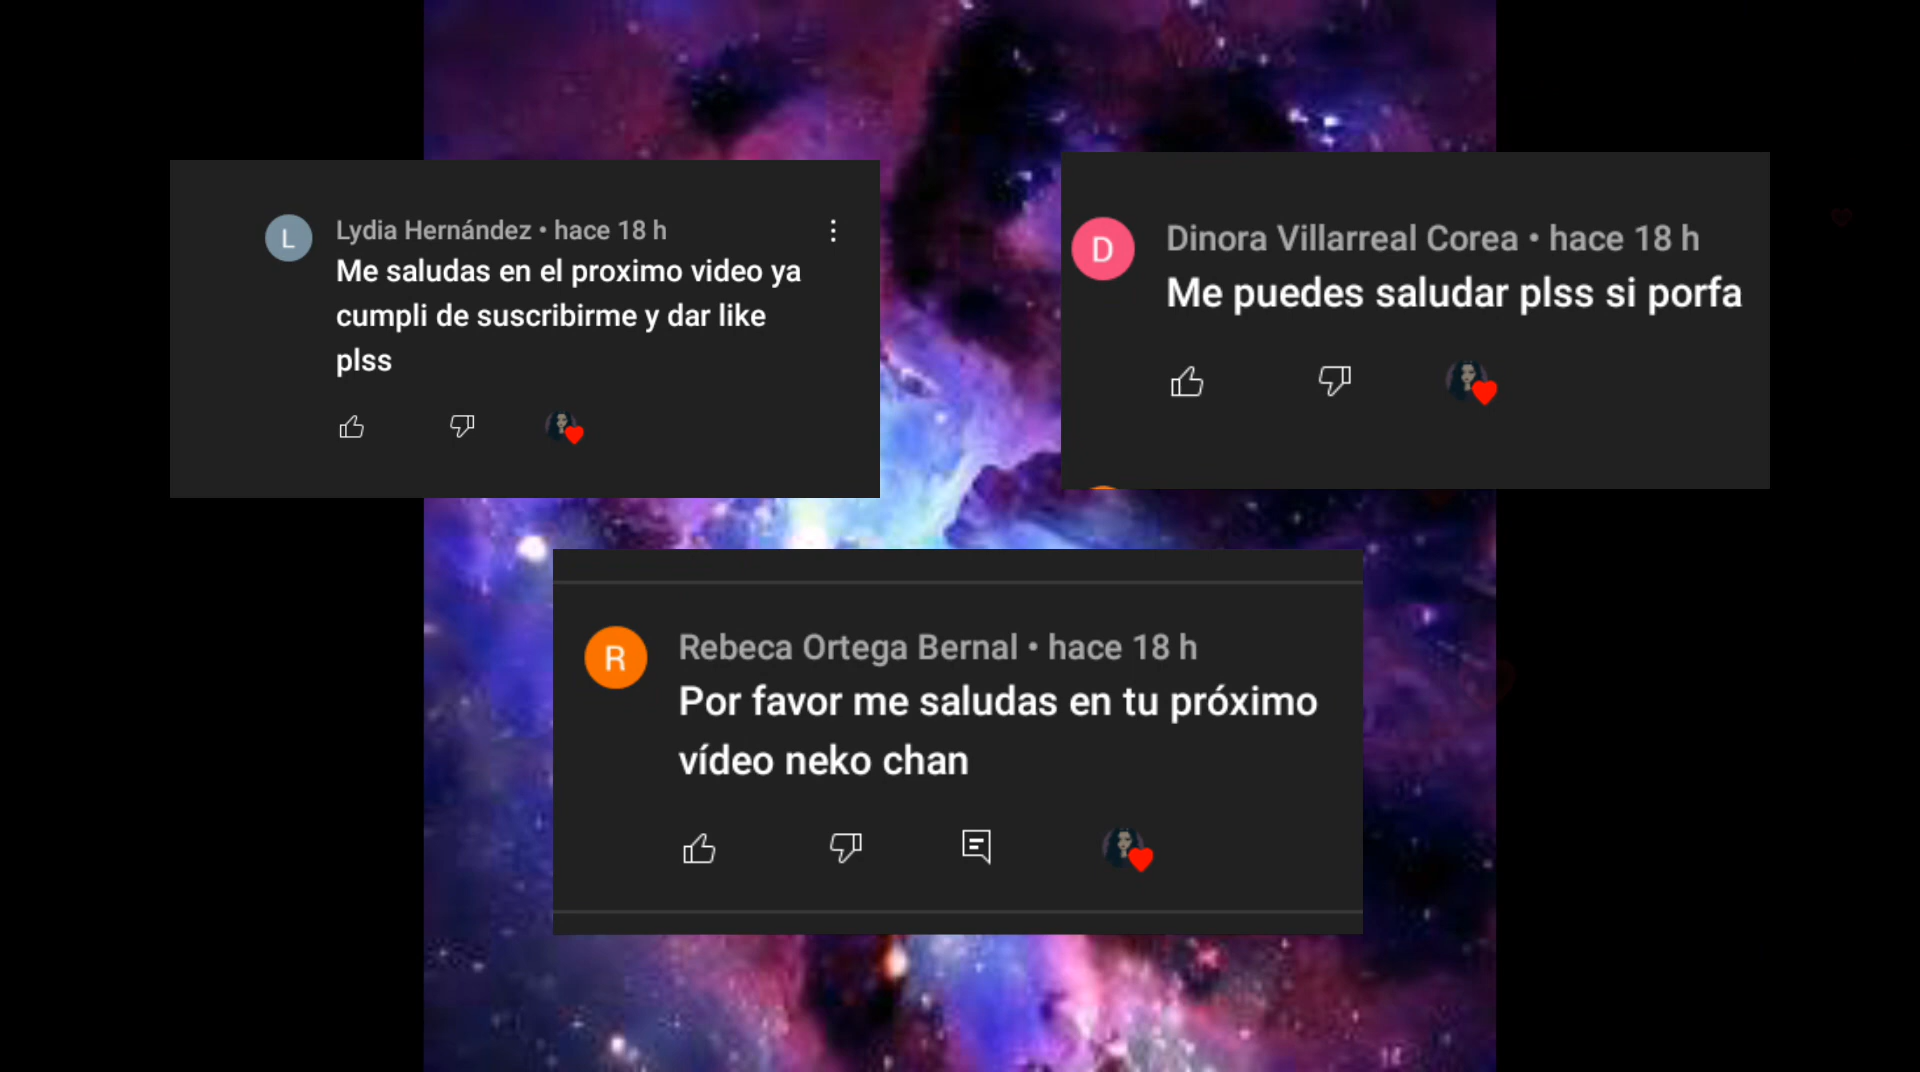 L
Lydia Hernández • hace 18 h
Me saludas en el proximo video ya
cumpli de suscribirme y dar like
plss
D
Dinora Villarreal Corea • hace 18 h
Me puedes saludar plss si porfa
R
Rebeca Ortega Bernal • hace 18 h
Por favor me saludas en tu próximo
vídeo neko chan